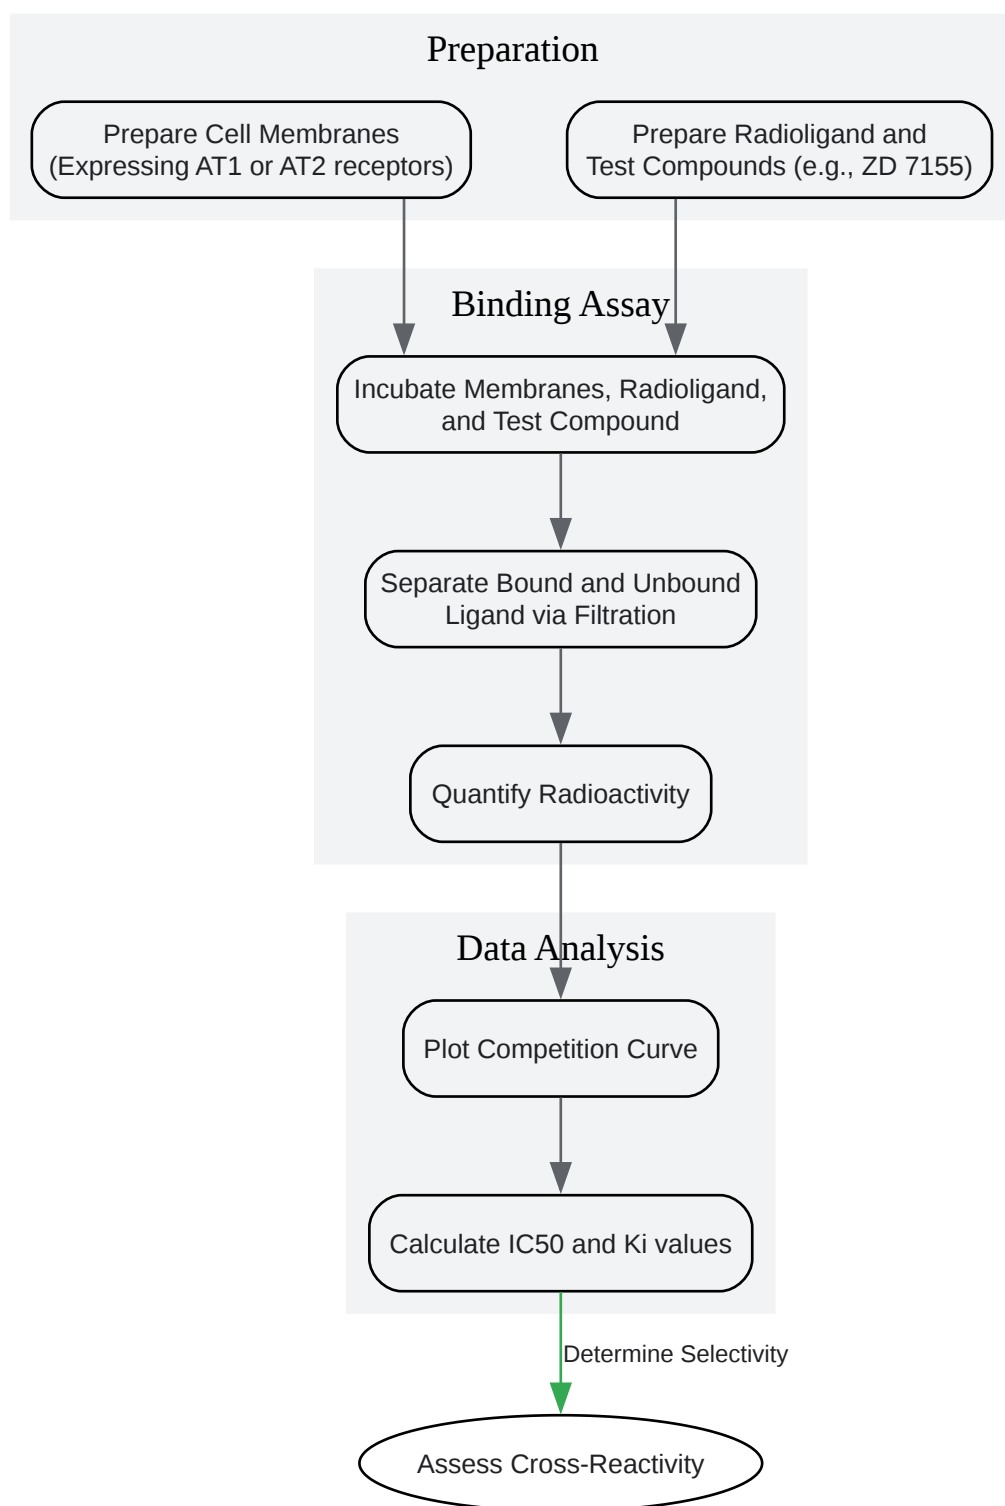 Preparation
Prepare Cell Membranes
(Expressing AT1 or AT2 receptors)
Prepare Radioligand and
Test Compounds (e.g., ZD 7155)
Binding Assay
Incubate Membranes, Radioligand,
and Test Compound
Separate Bound and Unbound
Ligand via Filtration
Quantify Radioactivity
Data Analysis
Plot Competition Curve
Calculate IC50 and Ki values
Determine Selectivity
Assess Cross-Reactivity